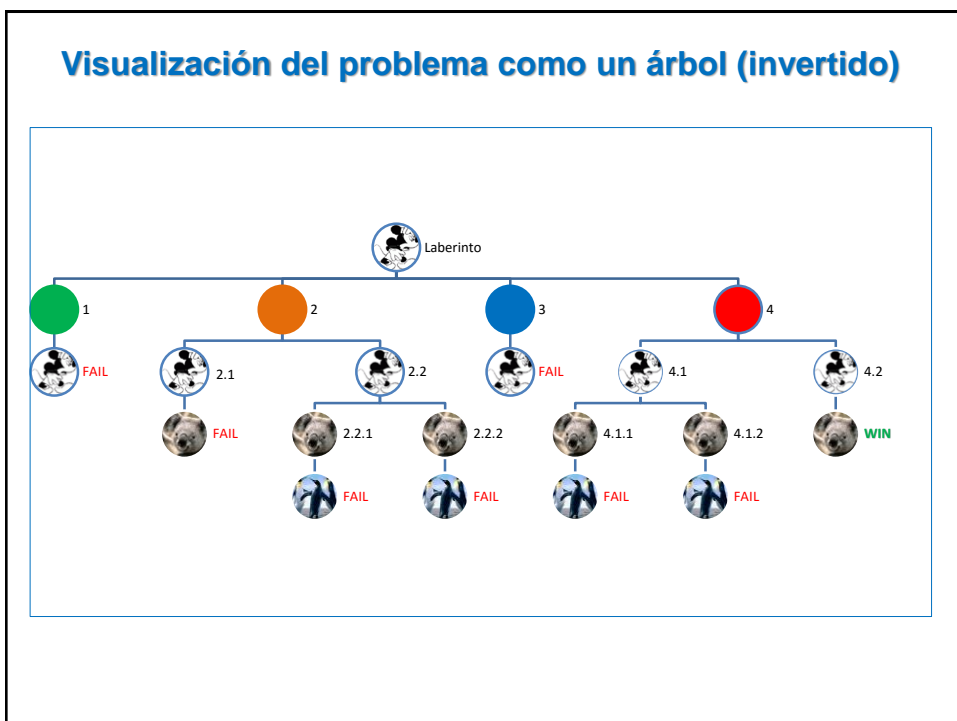 Visualización del problema como un árbol (invertido)
Laberinto
1
2
3
4
FAIL
2.1
2.2
FAIL
4.1
4.2
FAIL
2.2.1
2.2.2
4.1.1
4.1.2
WIN
FAIL
FAIL
FAIL
FAIL